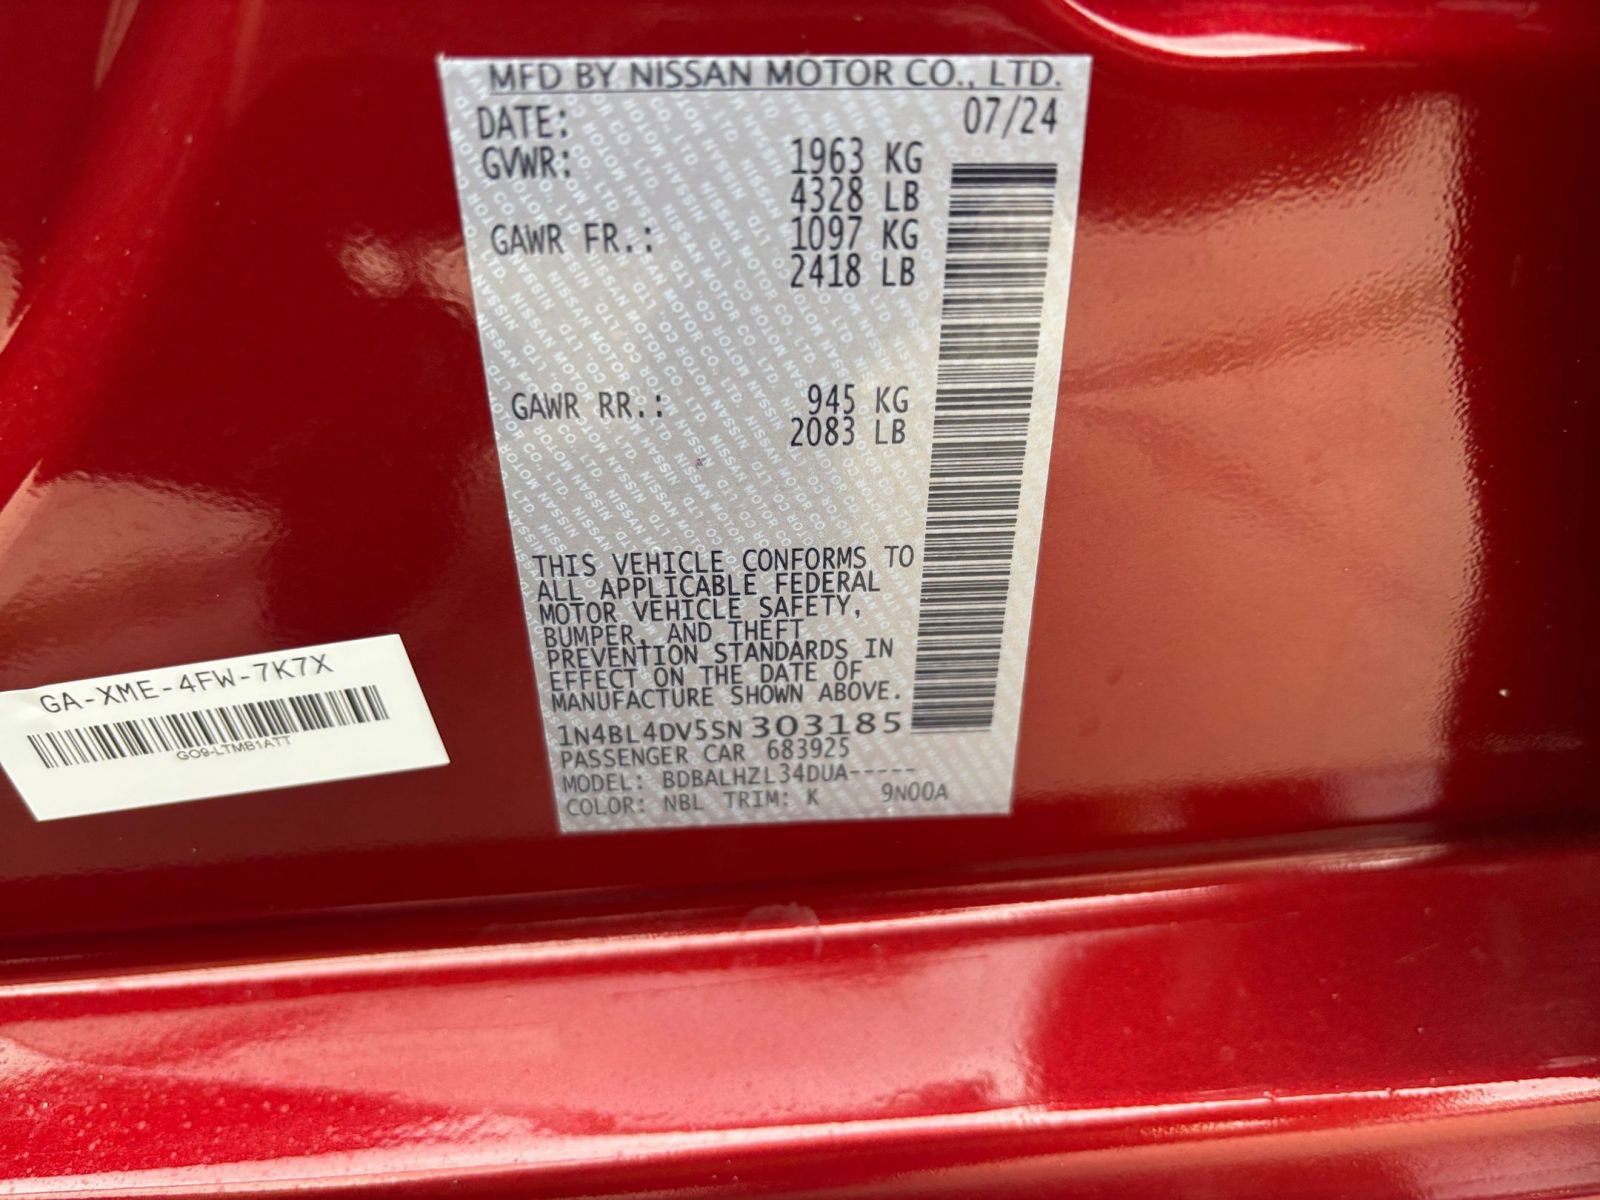 MFD BY NISSAN MOTOR CO., LTD.
DATE: 07/24
GVWR: 1963 KG
4328 LB
GAWR FR.: 1097 KG
2418 LB
GAWR RR.: 945 KG
2083 LB
THIS VEHICLE CONFORMS TO
ALL APPLICABLE FEDERAL
MOTOR VEHICLE SAFETY,
BUMPER, AND THEFT
PREVENTION STANDARDS IN
EFFECT ON THE DATE OF
MANUFACTURE SHOWN ABOVE.
1N4BL4DV5SN303185
PASSENGER CAR 683925
MODEL: BDBALHZL34DUA-----
COLOR: NBL TRIM: K 9N00A
GA-XME-4FW-7K7X
GO9-LTMB1ATT